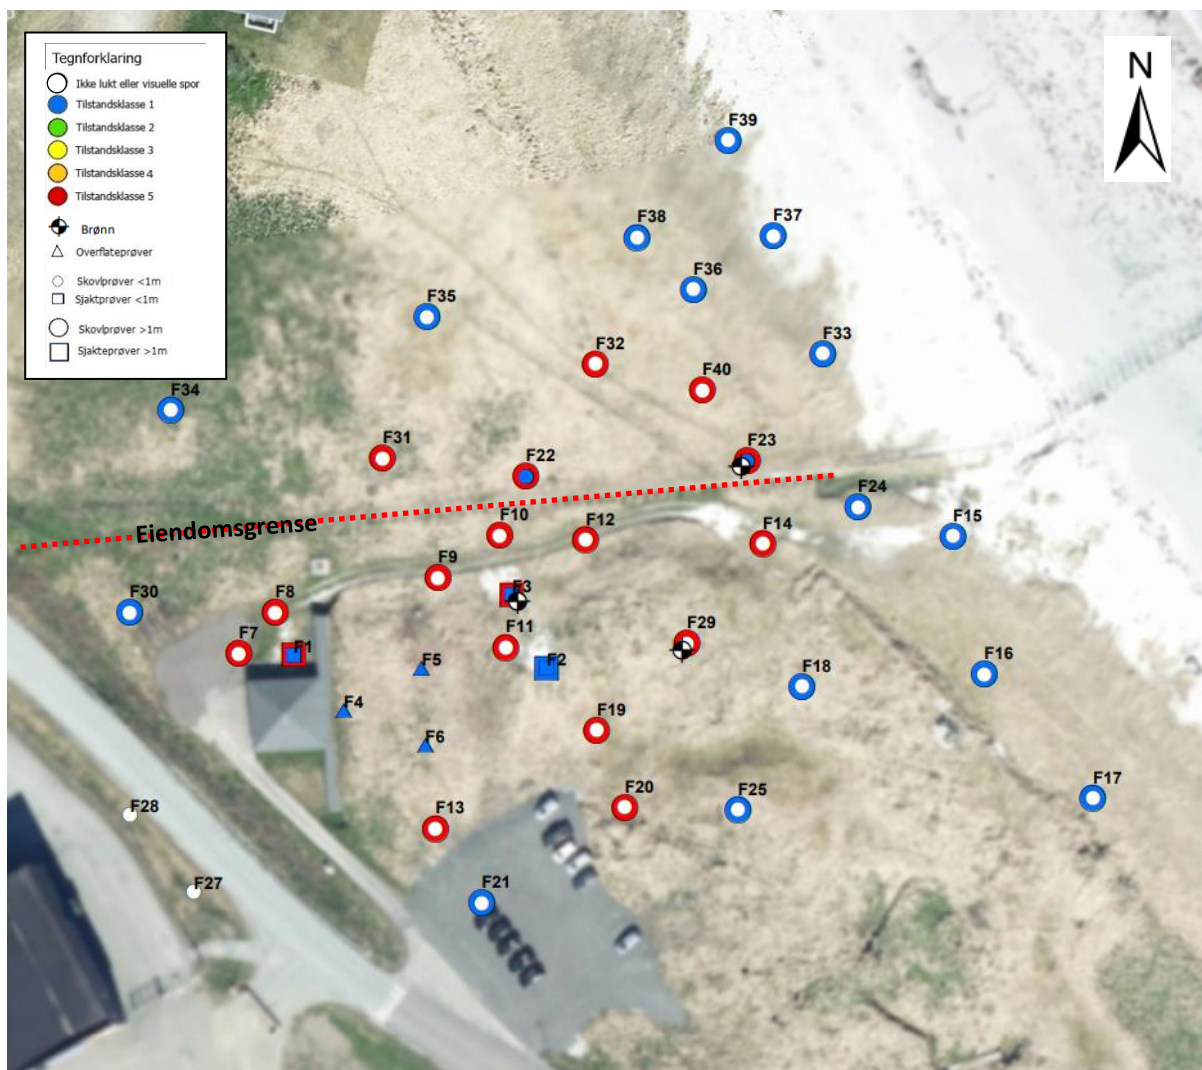 Tegnforklaring
Ikke lukt eller visuelle spor
Tilstandsklasse 1
Tilstandsklasse 2
Tilstandsklasse 3
Tilstandsklasse 4
Tilstandsklasse 5
Brønn
Overflateprøver
Skovlprøver <1m
Sjaktprøver <1m
Skovlprøver >1m
Sjakteprøver >1m
N
F39
F38
F37
F36
F35
F33
F32
F40
F34
F31
F23
F22
F24
F10
F12
F14
F15
Eiendomsgrense
F9
F3
F30
F8
F7
F1
F11
F29
F5
F2
F16
F18
F4
F19
F6
F17
F20
F25
F28
F13
F27
F21